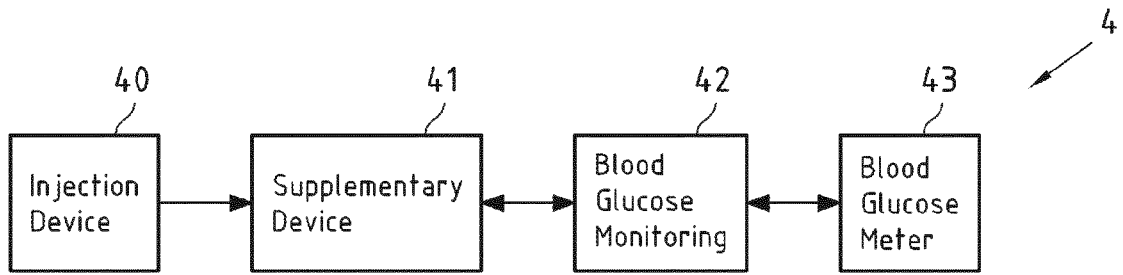 4
40
41
42
43
Injection
Device
Supplementary
Device
Blood
Glucose
Monitoring
Blood
Glucose
Meter